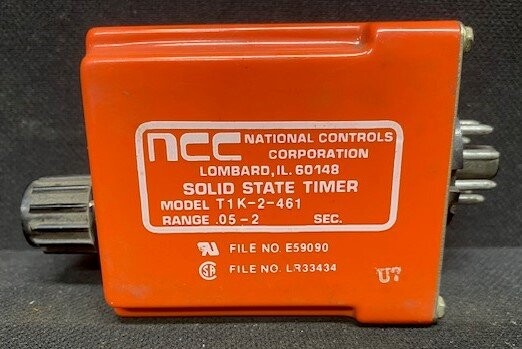 ncc NATIONAL CONTROLS
CORPORATION
LOMBARD, IL. 60148
SOLID STATE TIMER
MODEL T1K-2-461
RANGE .05-2 SEC.
FILE NO. E59090
FILE NO. LR33434
U7